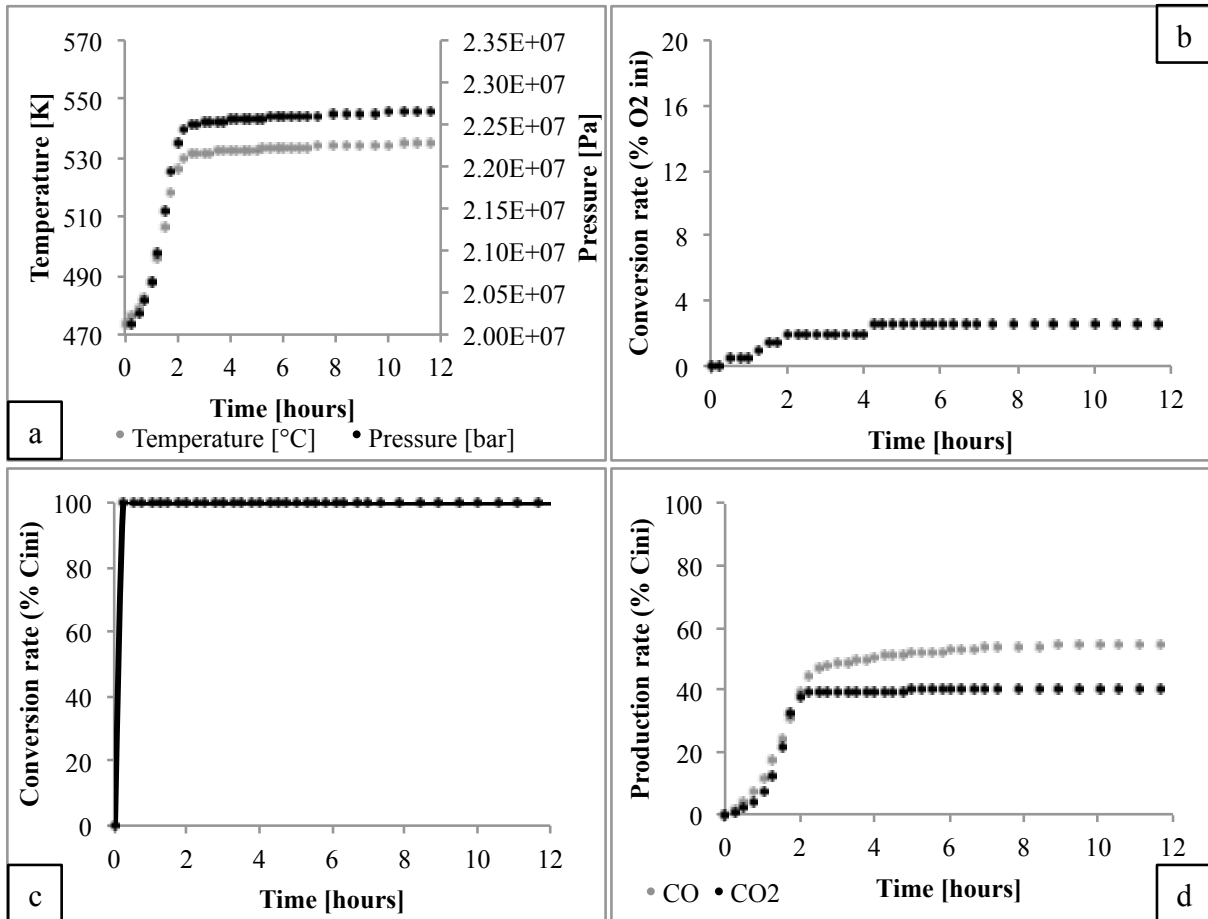 570
550
530
510
490
470
Temperature [K]
2.35E+07
2.30E+07
2.25E+07
2.20E+07
2.15E+07
2.10E+07
2.05E+07
2.00E+07
Pressure [Pa]
0 2 4 6 8 10 12
Time [hours]
Temperature [°C] Pressure [bar]
a
b
20
16
12
8
4
0
Conversion rate (% O2 ini)
0 2 4 6 8 10 12
Time [hours]
100
80
60
40
20
0
Conversion rate (% Cini)
0 2 4 6 8 10 12
Time [hours]
c
100
80
60
40
20
0
Production rate (% Cini)
0 2 4 6 8 10 12
Time [hours]
CO CO2
d